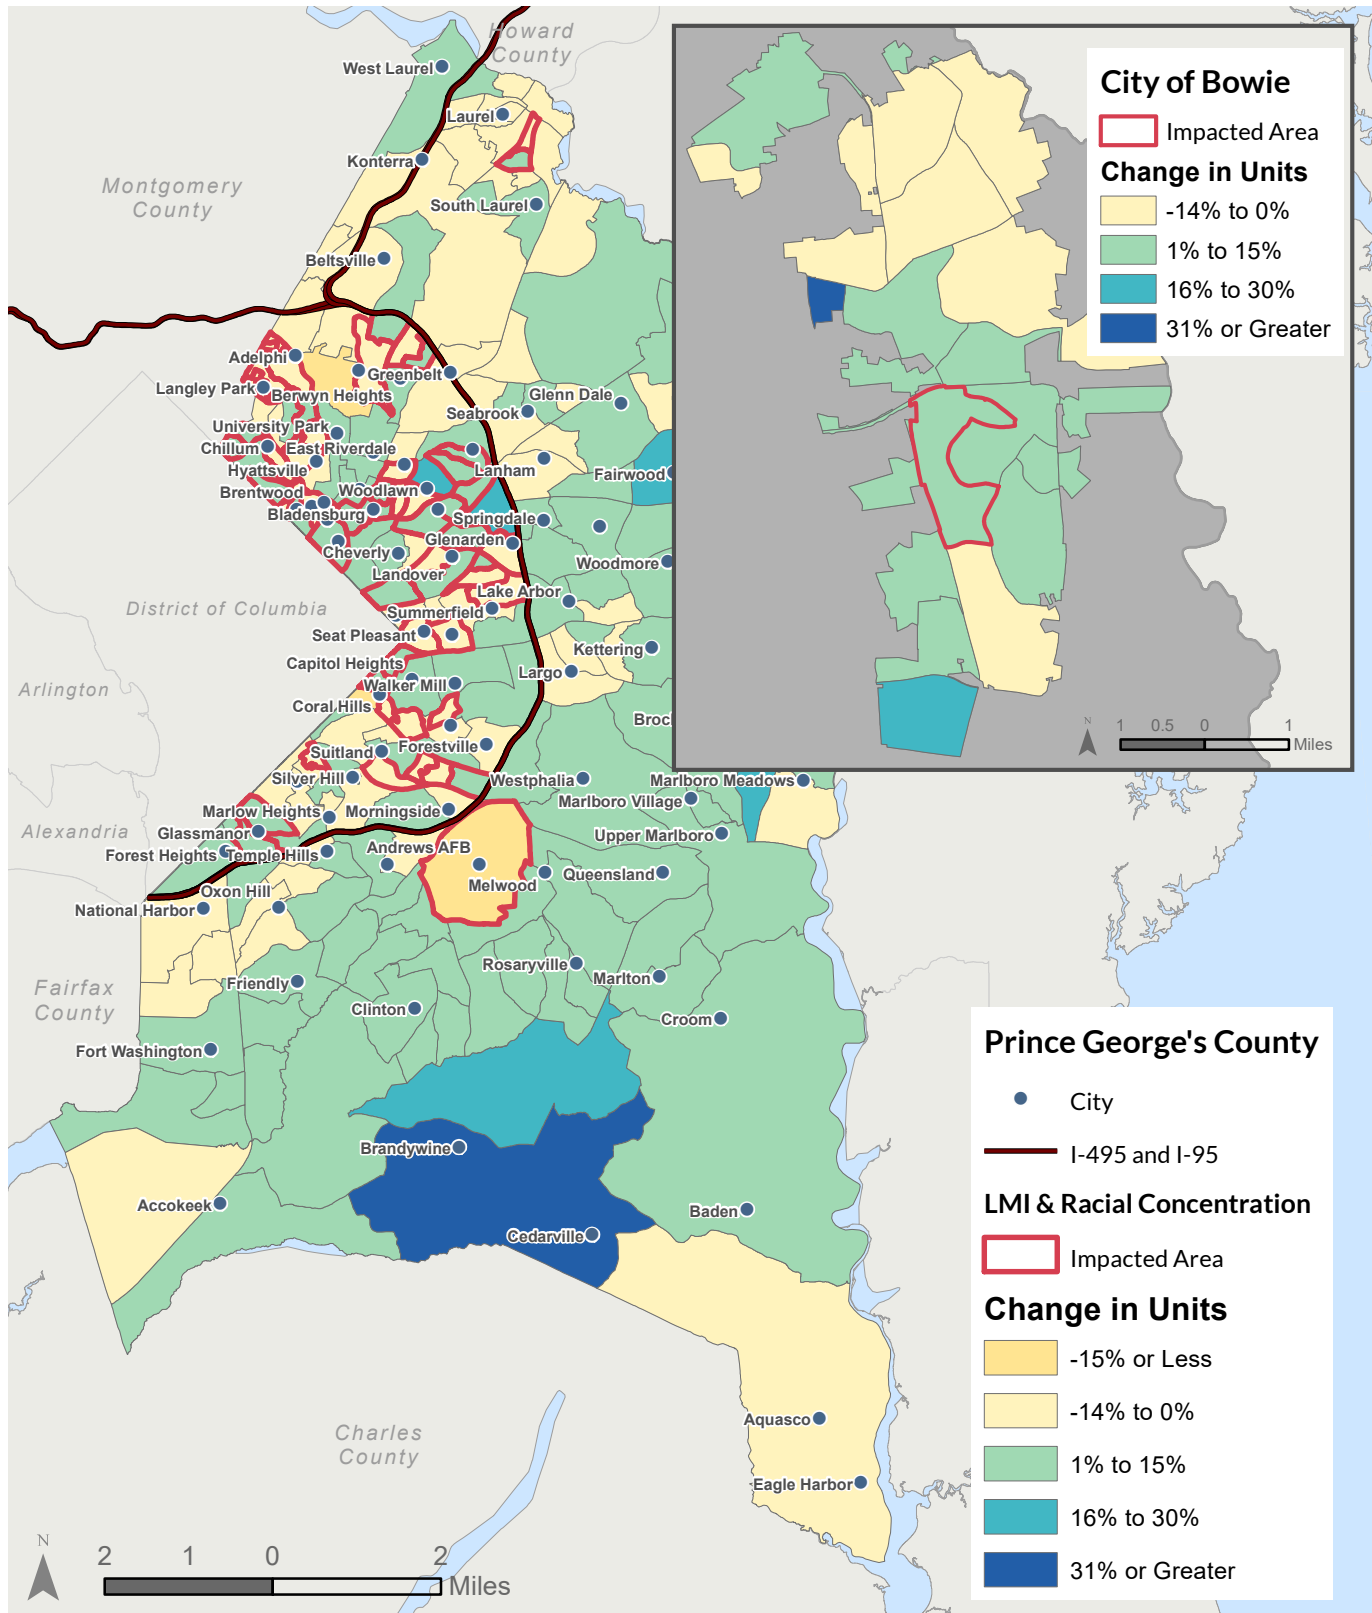 Howard
County
West Laurel
Laurel
Konterra
Montgomery
County
South Laurel
Beltsville
Adelphi
Langley Park
Greenbelt
Berwyn Heights
Glenn Dale
Seabrook
University Park
Chillum
East Riverdale
Hyattsville
Lanham
Fairwood
Brentwood
Woodlawn
Bladensburg
Springdale
Cheverly
Glenarden
Landover
Woodmore
Lake Arbor
District of Columbia
Summerfield
Seat Pleasant
Kettering
Capitol Heights
Largo
Walker Mill
Arlington
Coral Hills
Brocl
Suitland
Forestville
Silver Hill
Westphalia
Marlboro Meadows
Marlboro Village
Marlow Heights
Morningside
Alexandria
Glassmanor
Upper Marlboro
Forest Heights
Temple Hills
Andrews AFB
Melwood
Queensland
Oxon Hill
National Harbor
Fairfax
County
Friendly
Rosaryville
Marlton
Clinton
Croom
Fort Washington
Brandywine
Accokeek
Baden
Cedarville
Charles
County
Aquasco
Eagle Harbor
N
2 1 0 2
Miles
City of Bowie
Impacted Area
Change in Units
-14% to 0%
1% to 15%
16% to 30%
31% or Greater
N
1 0.5 0 1
Miles
Prince George's County
City
I-495 and I-95
LMI & Racial Concentration
Impacted Area
Change in Units
-15% or Less
-14% to 0%
1% to 15%
16% to 30%
31% or Greater